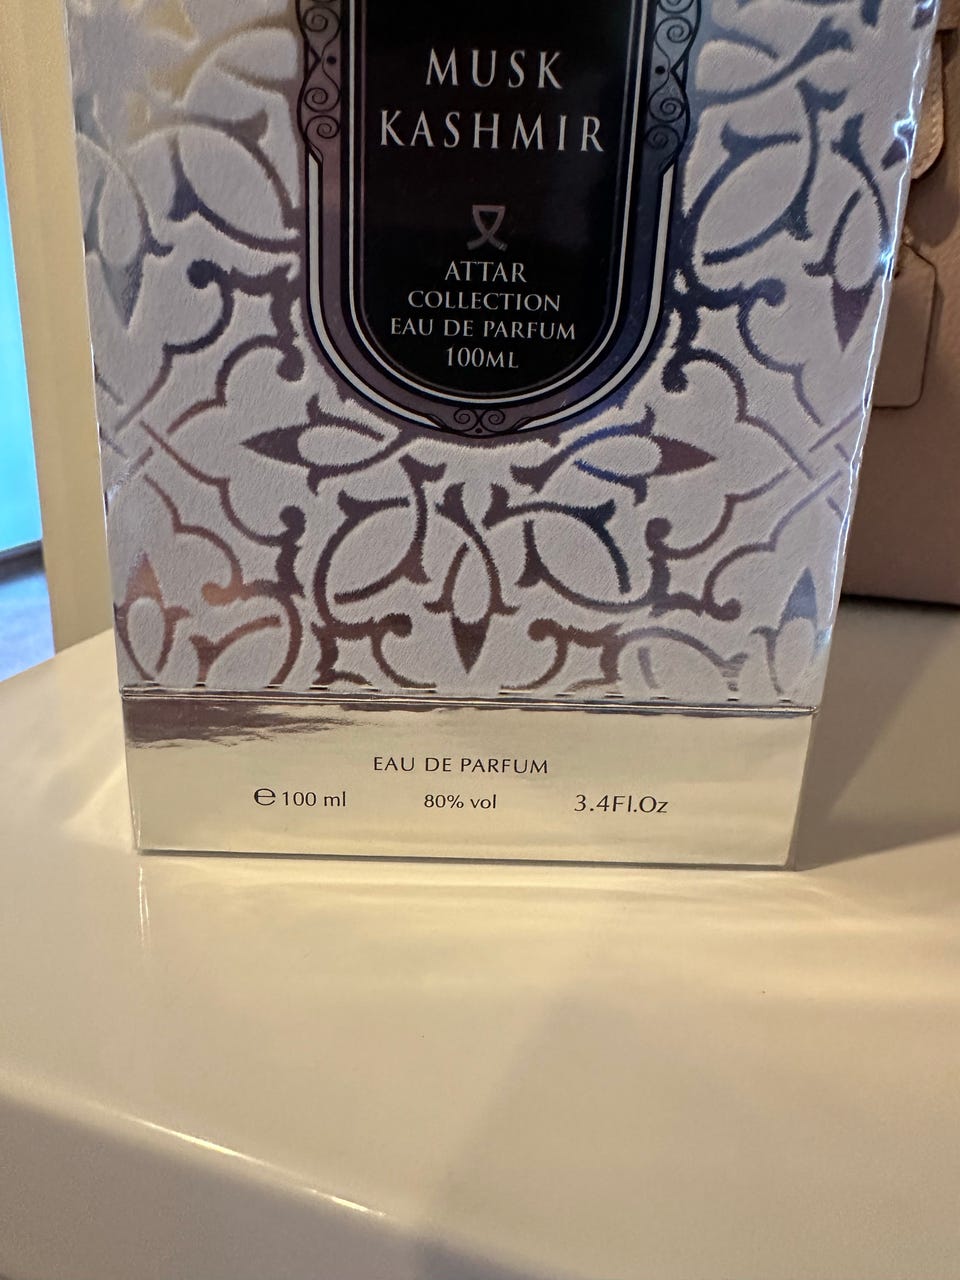 MUSK
KASHMIR
ATTAR
COLLECTION
EAU DE PARFUM
100ML
EAU DE PARFUM
℮ 100 ml 80% vol 3.4Fl.Oz